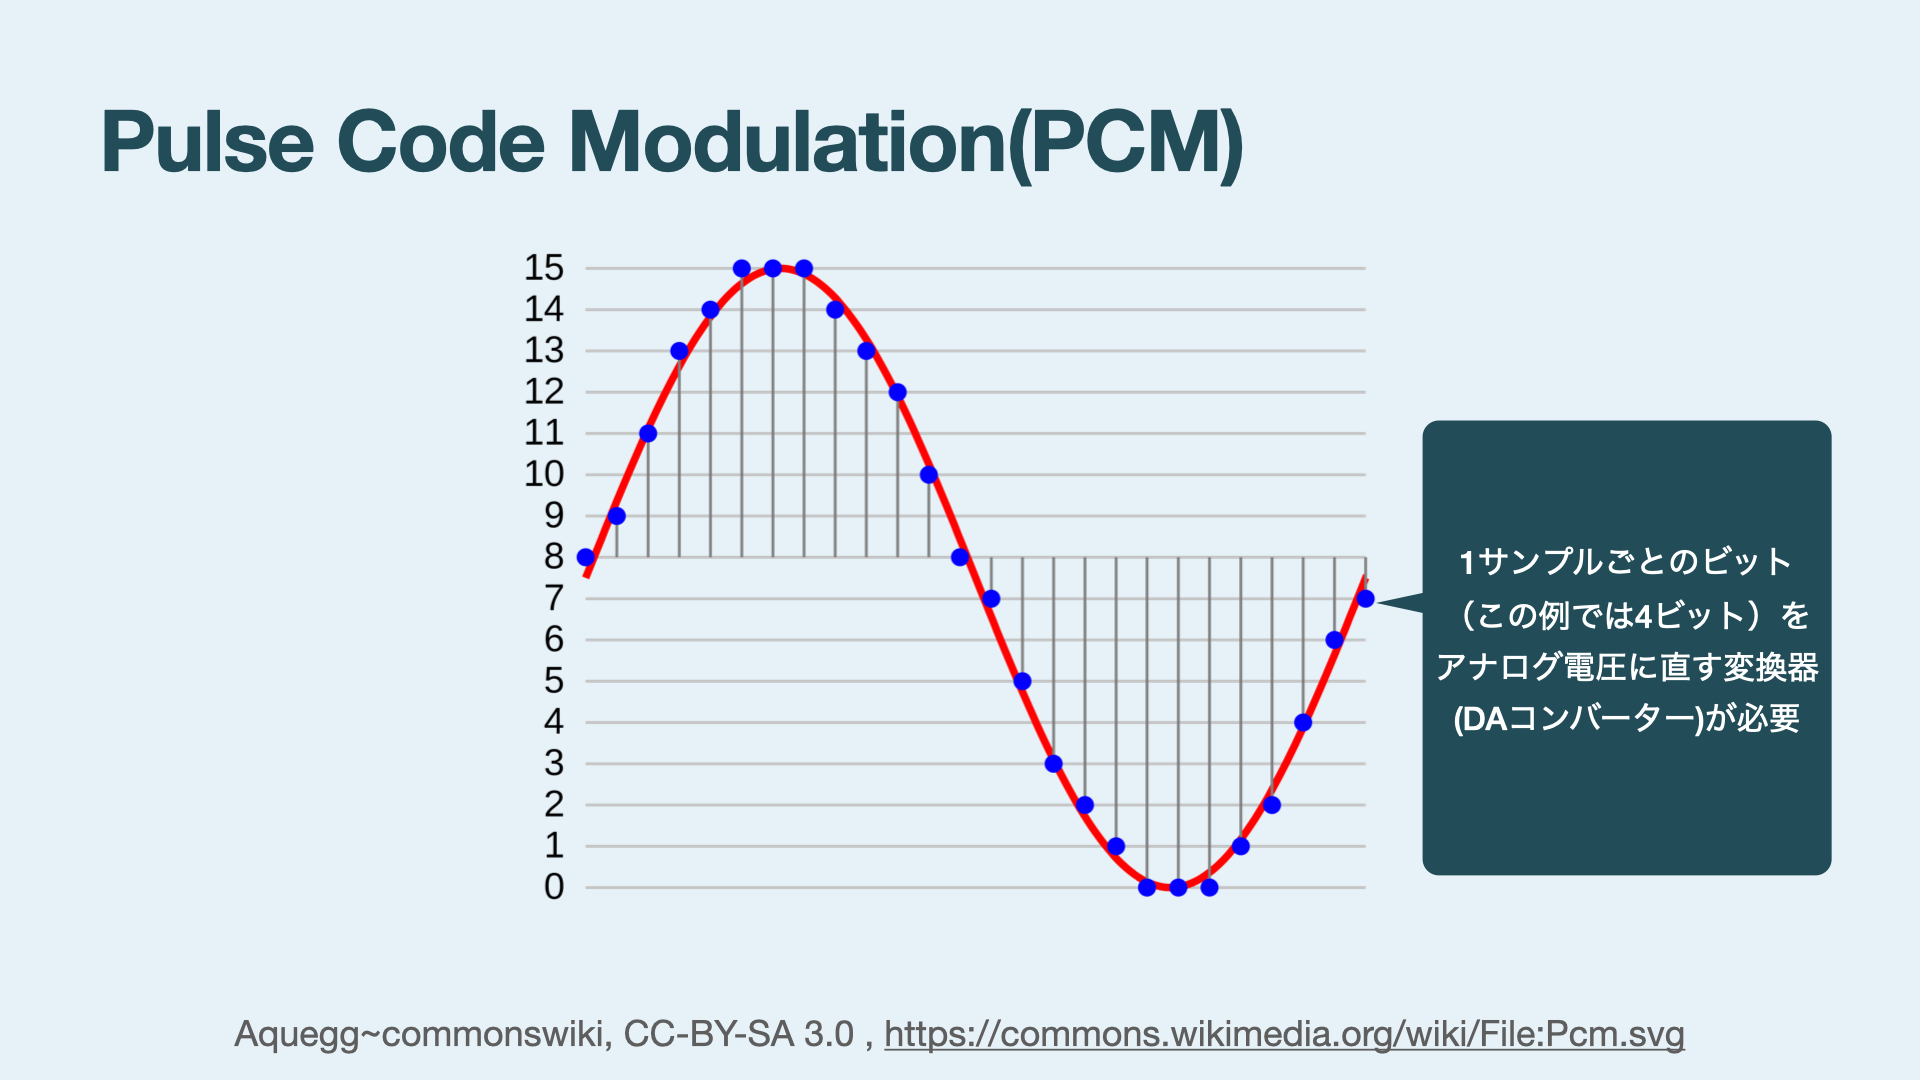 Pulse Code Modulation(PCM)
15
14
13
12
11
10
9
8
7
6
5
4
3
2
1
0
1サンプルごとのビット
（この例では4ビット）を
アナログ電圧に直す変換器
(DAコンバーター)が必要
Aquegg~commonswiki, CC-BY-SA 3.0 , https://commons.wikimedia.org/wiki/File:Pcm.svg